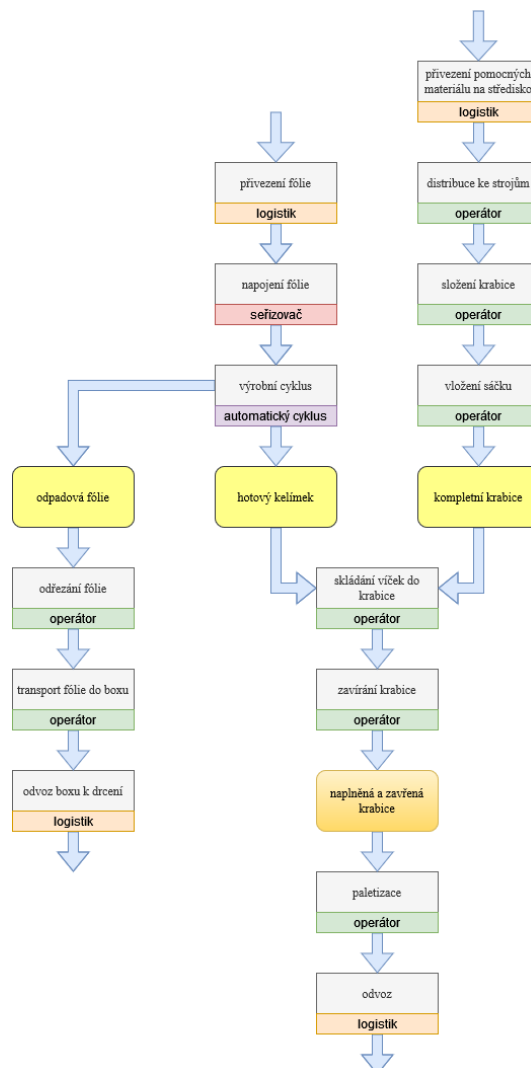 přivezení pomocných
materiálu na středisko
logistik
přivezení fólie
logistik
distribuce ke strojům
operátor
napojení fólie
seřizovač
složení krabice
operátor
výrobní cyklus
automatický cyklus
vložení sáčku
operátor
odpadová fólie
hotový kelímek
kompletní krabice
odřezání fólie
operátor
skládání víček do
krabice
operátor
transport fólie do boxu
operátor
zavírání krabice
operátor
odvoz boxu k drcení
logistik
naplněná a zavřená
krabice
paletizace
operátor
odvoz
logistik